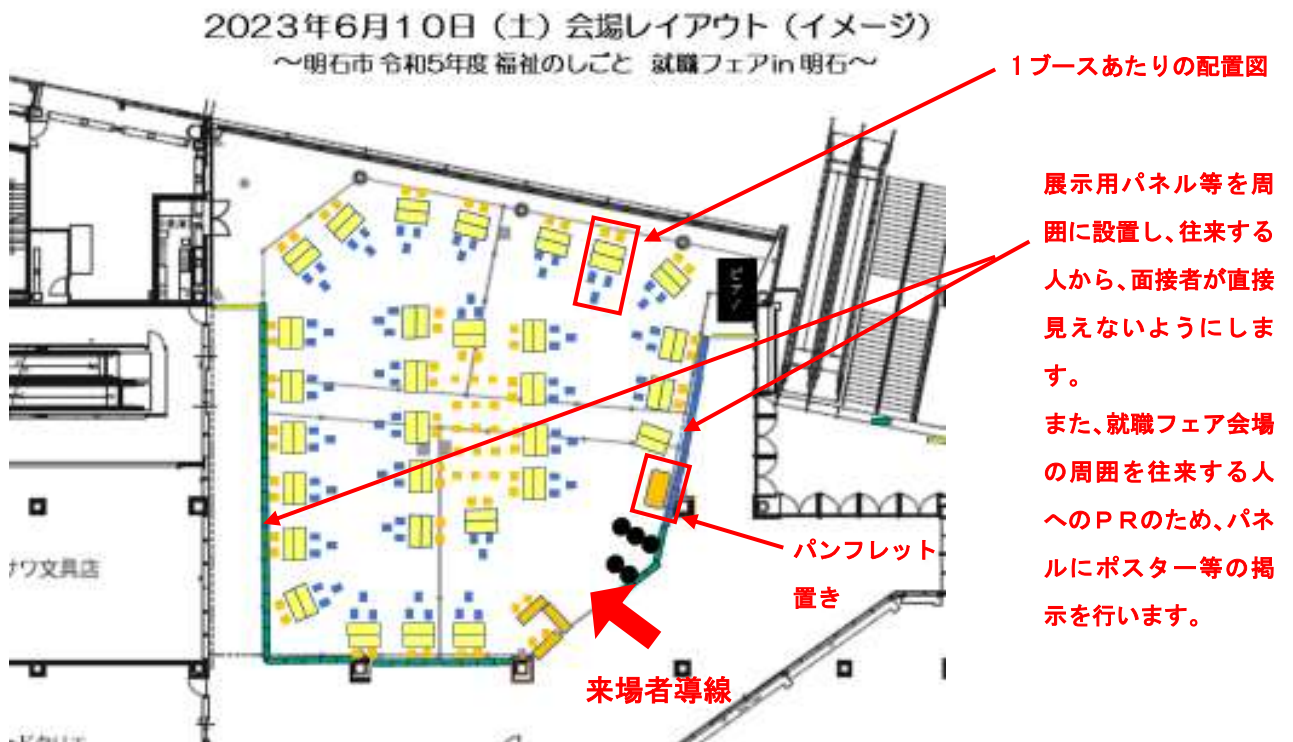 2023年6月10日（土）会場レイアウト（イメージ）
～明石市 令和5年度 福祉のしごと 就職フェアin 明石～
1ブースあたりの配置図
展示用パネル等を周
囲に設置し、往来する
人から、面接者が直接
見えないようにしま
す。
また、就職フェア会場
の周囲を往来する人
へのＰＲのため、パネ
ルにポスター等の掲
示を行います。
ピアノ
パンフレット
置き
文具店
来場者導線